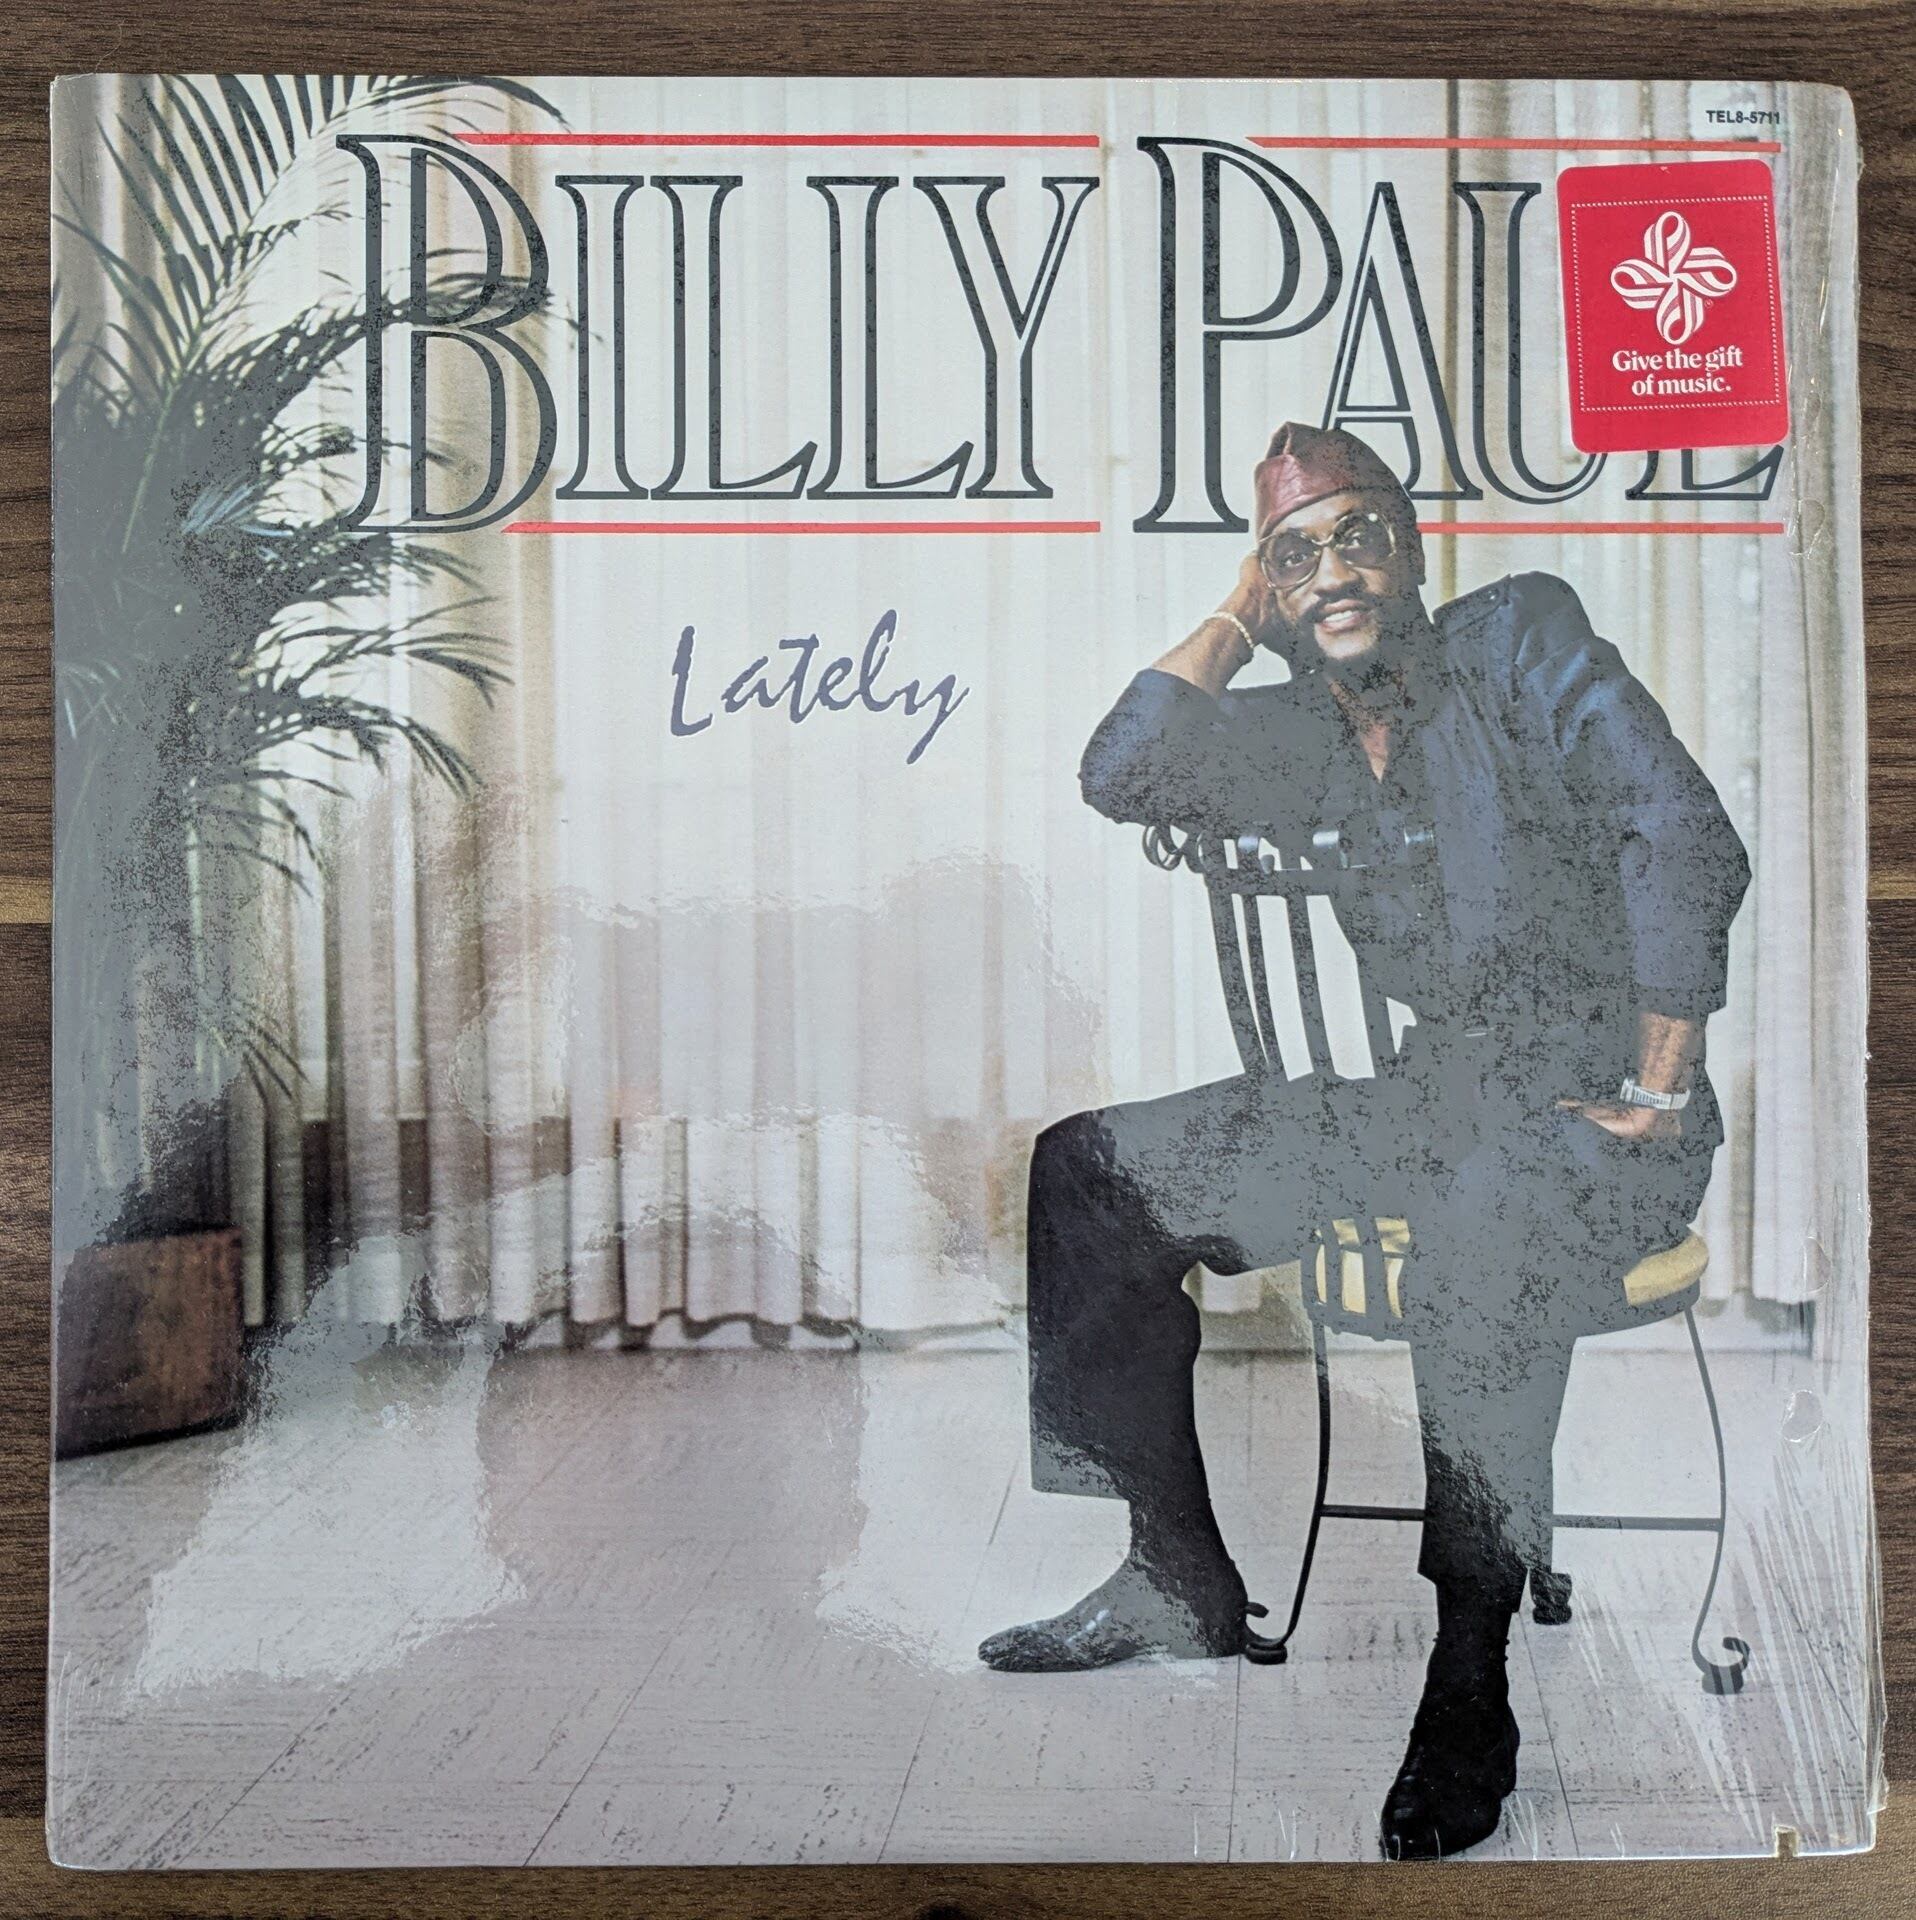 TEL8-5711
BILLY PAUL
Give the gift
of music.
Lately